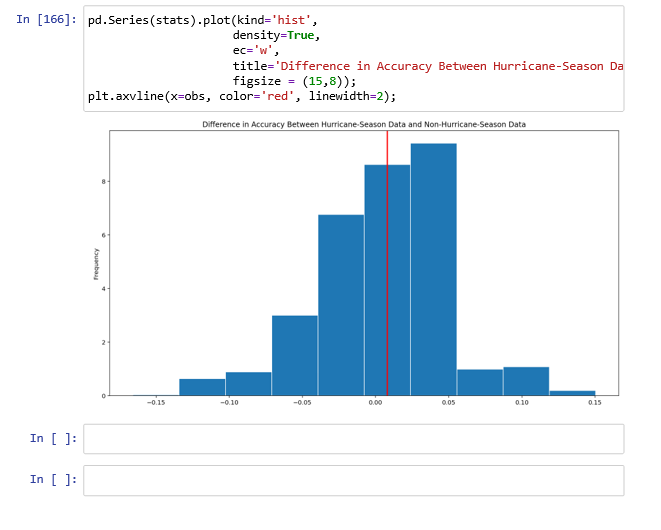 In [166]: pd.Series(stats).plot(kind='hist',
density=True,
ec='w',
title='Difference in Accuracy Between Hurricane-Season Da
figsize = (15,8));
plt.axvline(x=obs, color='red', linewidth=2);
Difference in Accuracy Between Hurricane-Season Data and Non-Hurricane-Season Data
Frequency
8
6
4
2
0
−0.15 −0.10 −0.05 0.00 0.05 0.10 0.15
In [ ]:
In [ ]: